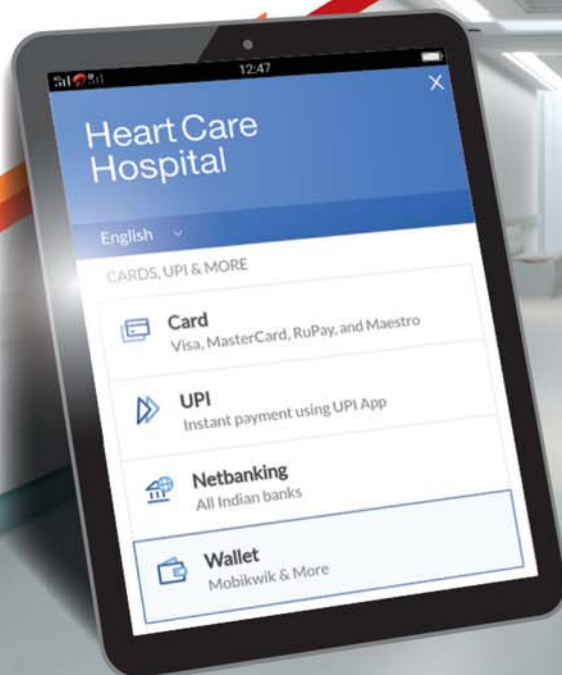 12:47
Heart Care
Hospital
English
CARDS, UPI & MORE
Card
Visa, MasterCard, RuPay, and Maestro
UPI
Instant payment using UPI App
Netbanking
All Indian banks
Wallet
Mobikwik & More